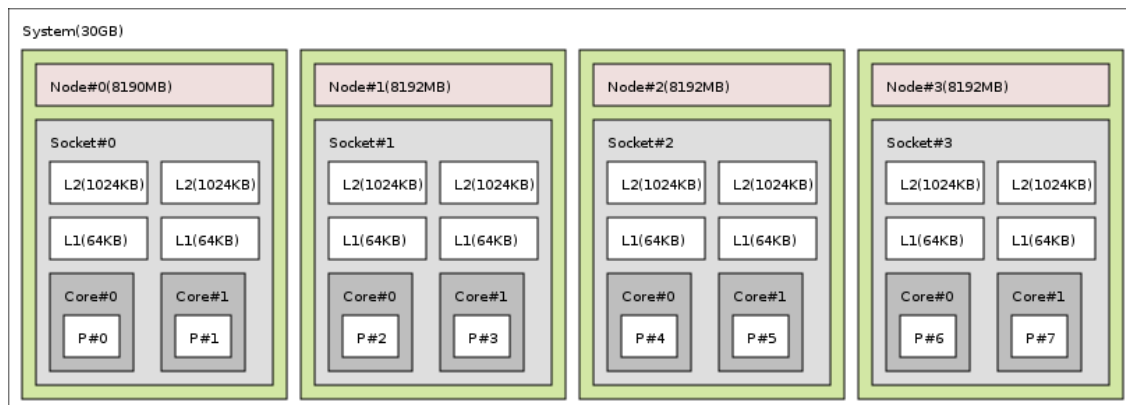 System(30GB)
Node#0(8190MB) Node#1(8192MB) Node#2(8192MB) Node#3(8192MB)
Socket#0 Socket#1 Socket#2 Socket#3
L2(1024KB) L2(1024KB) L2(1024KB) L2(1024KB) L2(1024KB) L2(1024KB) L2(1024KB) L2(1024KB)
L1(64KB) L1(64KB) L1(64KB) L1(64KB) L1(64KB) L1(64KB) L1(64KB) L1(64KB)
Core#0 Core#1 Core#0 Core#1 Core#0 Core#1 Core#0 Core#1
P#0 P#1 P#2 P#3 P#4 P#5 P#6 P#7